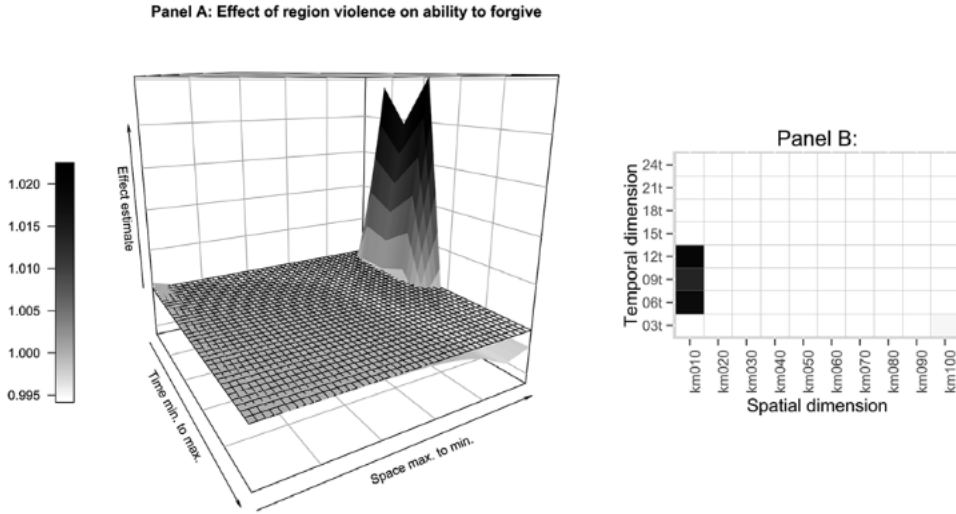 Panel A: Effect of region violence on ability to forgive
1.020
1.015
1.010
1.005
1.000
0.995
Effect estimate
Time min. to max.
Space max. to min.
Panel B:
Temporal dimension
24t
21t
18t
15t
12t
09t
06t
03t
km010
km020
km030
km040
km050
km060
km070
km080
km090
km100
Spatial dimension